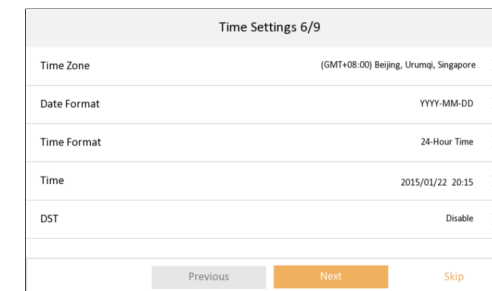 Time Settings 6/9
Time Zone (GMT+08:00) Beijing, Urumqi, Singapore
Date Format YYYY-MM-DD
Time Format 24-Hour Time
Time 2015/01/22 20:15
DST Disable
Previous Next Skip